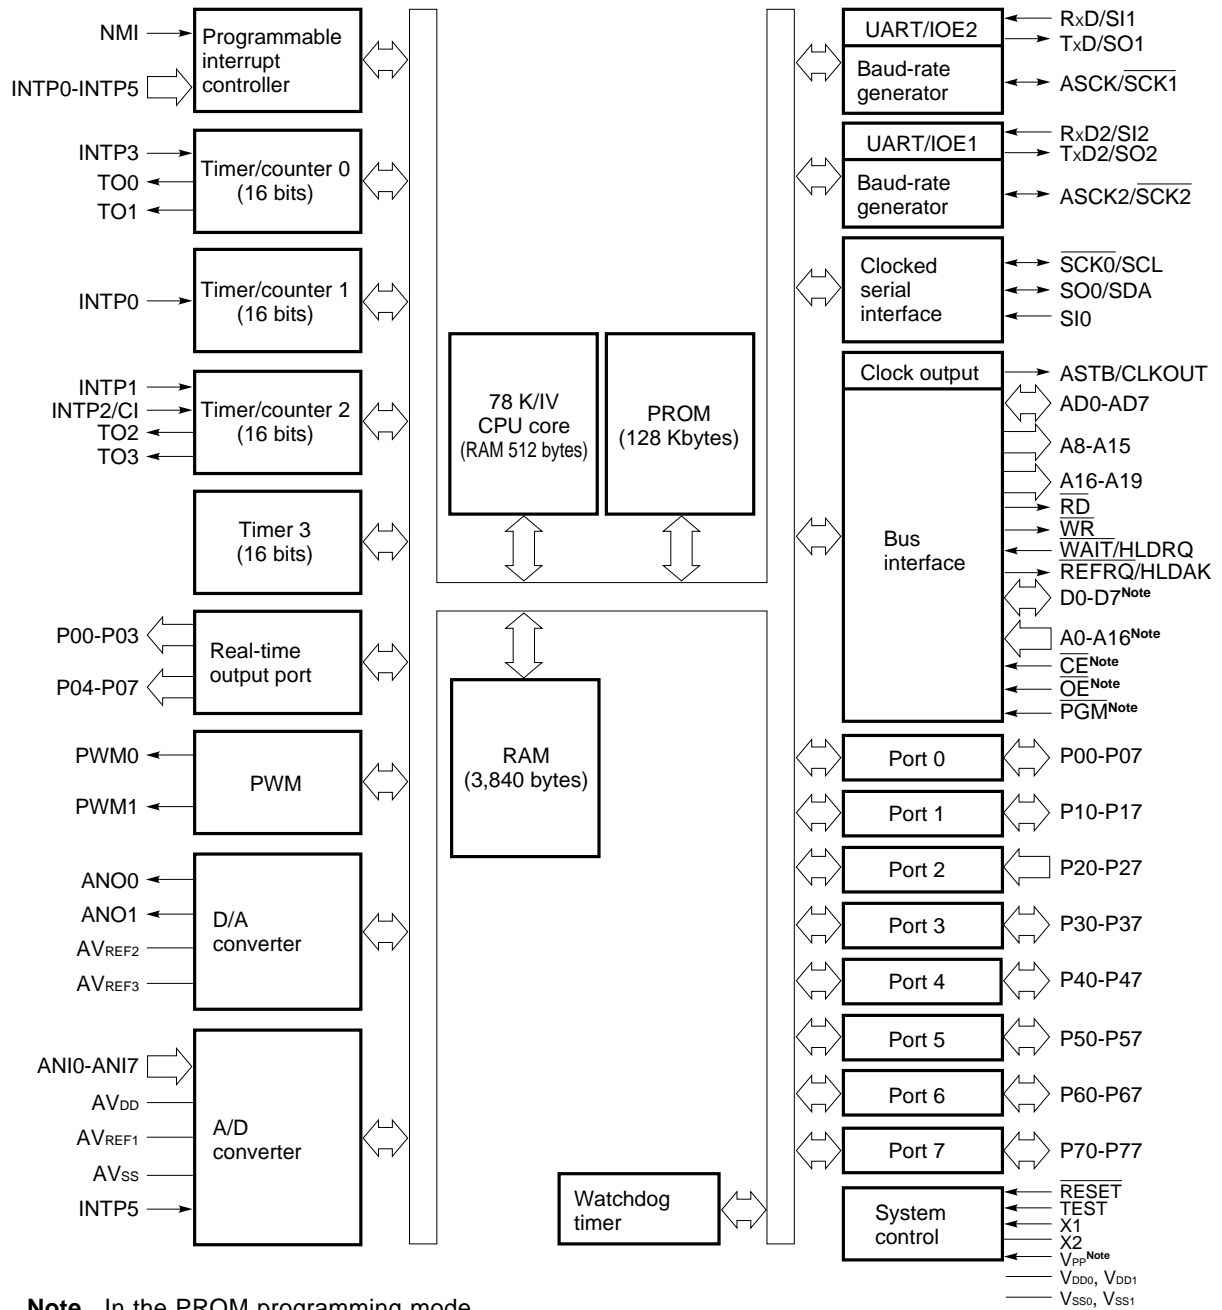 NMI
INTP0-INTP5
Programmable
interrupt
controller
INTP3
TO0
TO1
Timer/counter 0
(16 bits)
INTP0
Timer/counter 1
(16 bits)
INTP1
INTP2/CI
TO2
TO3
Timer/counter 2
(16 bits)
Timer 3
(16 bits)
P00-P03
P04-P07
Real-time
output port
PWM0
PWM1
PWM
ANO0
ANO1
AVREF2
AVREF3
D/A
converter
ANI0-ANI7
AVDD
AVREF1
AVSS
INTP5
A/D
converter
78 K/IV
CPU core
(RAM 512 bytes)
PROM
(128 Kbytes)
RAM
(3,840 bytes)
Watchdog
timer
UART/IOE2
Baud-rate
generator
RxD/SI1
TxD/SO1
ASCK/SCK1
UART/IOE1
Baud-rate
generator
RxD2/SI2
TxD2/SO2
ASCK2/SCK2
Clocked
serial
interface
SCK0/SCL
SO0/SDA
SI0
Clock output
Bus
interface
ASTB/CLKOUT
AD0-AD7
A8-A15
A16-A19
RD
WR
WAIT/HLDRQ
REFRQ/HLDAK
D0-D7Note
A0-A16Note
CENote
OENote
PGMNote
Port 0
P00-P07
Port 1
P10-P17
Port 2
P20-P27
Port 3
P30-P37
Port 4
P40-P47
Port 5
P50-P57
Port 6
P60-P67
Port 7
P70-P77
System
control
RESET
TEST
X1
X2
VPPNote
VDD0, VDD1
VSS0, VSS1
Note In the PROM programming mode